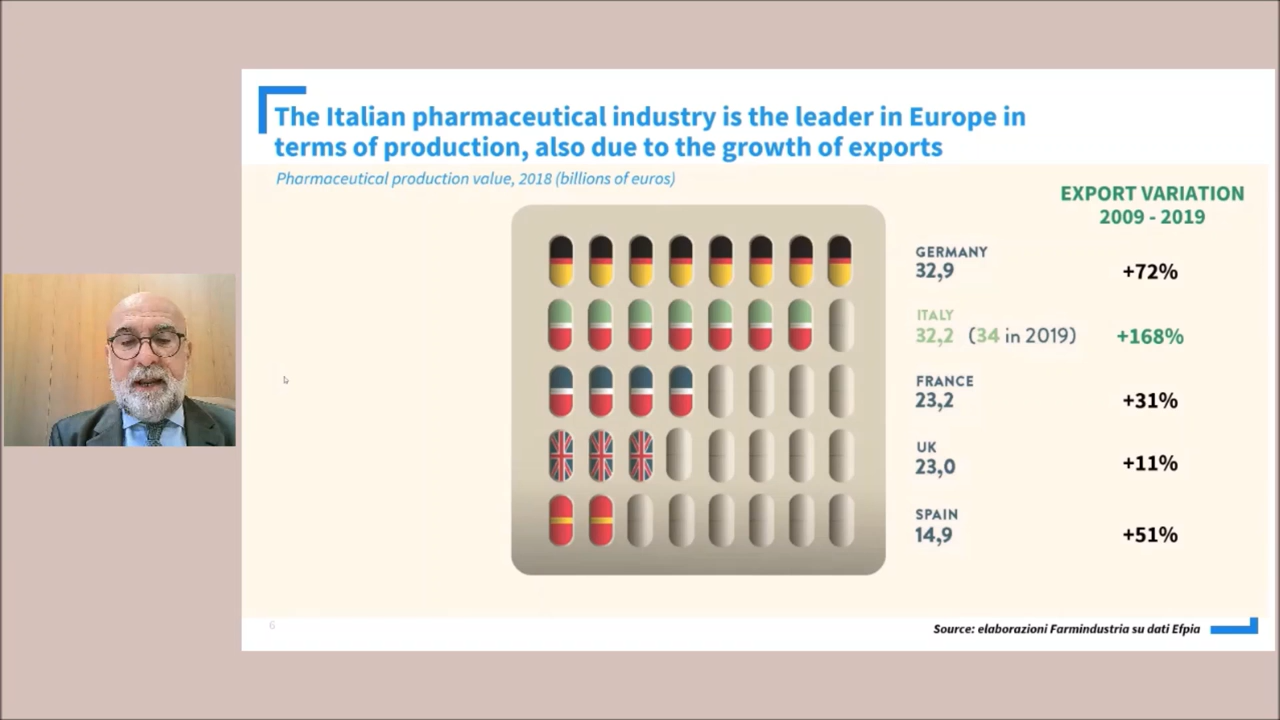 The Italian pharmaceutical industry is the leader in Europe in
terms of production, also due to the growth of exports
Pharmaceutical production value, 2018 (billions of euros)
EXPORT VARIATION
2009 - 2019
GERMANY
32,9
+72%
ITALY
32,2 (34 in 2019)
+168%
FRANCE
23,2
+31%
UK
23,0
+11%
SPAIN
14,9
+51%
6
Source: elaborazioni Farmindustria su dati Efpia